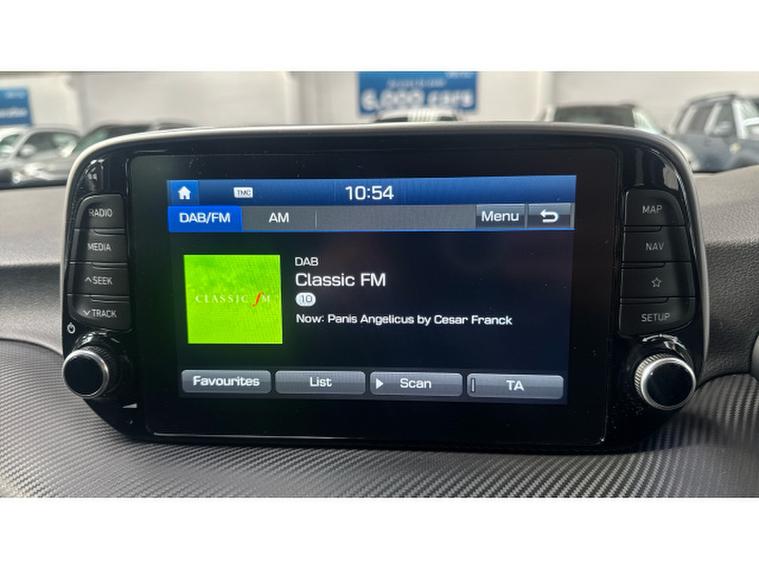 6,000 cars
TMC
10:54
DAB/FM AM Menu
RADIO
MEDIA
SEEK
TRACK
DAB
Classic FM
10
Now: Panis Angelicus by Cesar Franck
CLASSIC fM
Favourites List Scan TA
MAP
NAV
SETUP